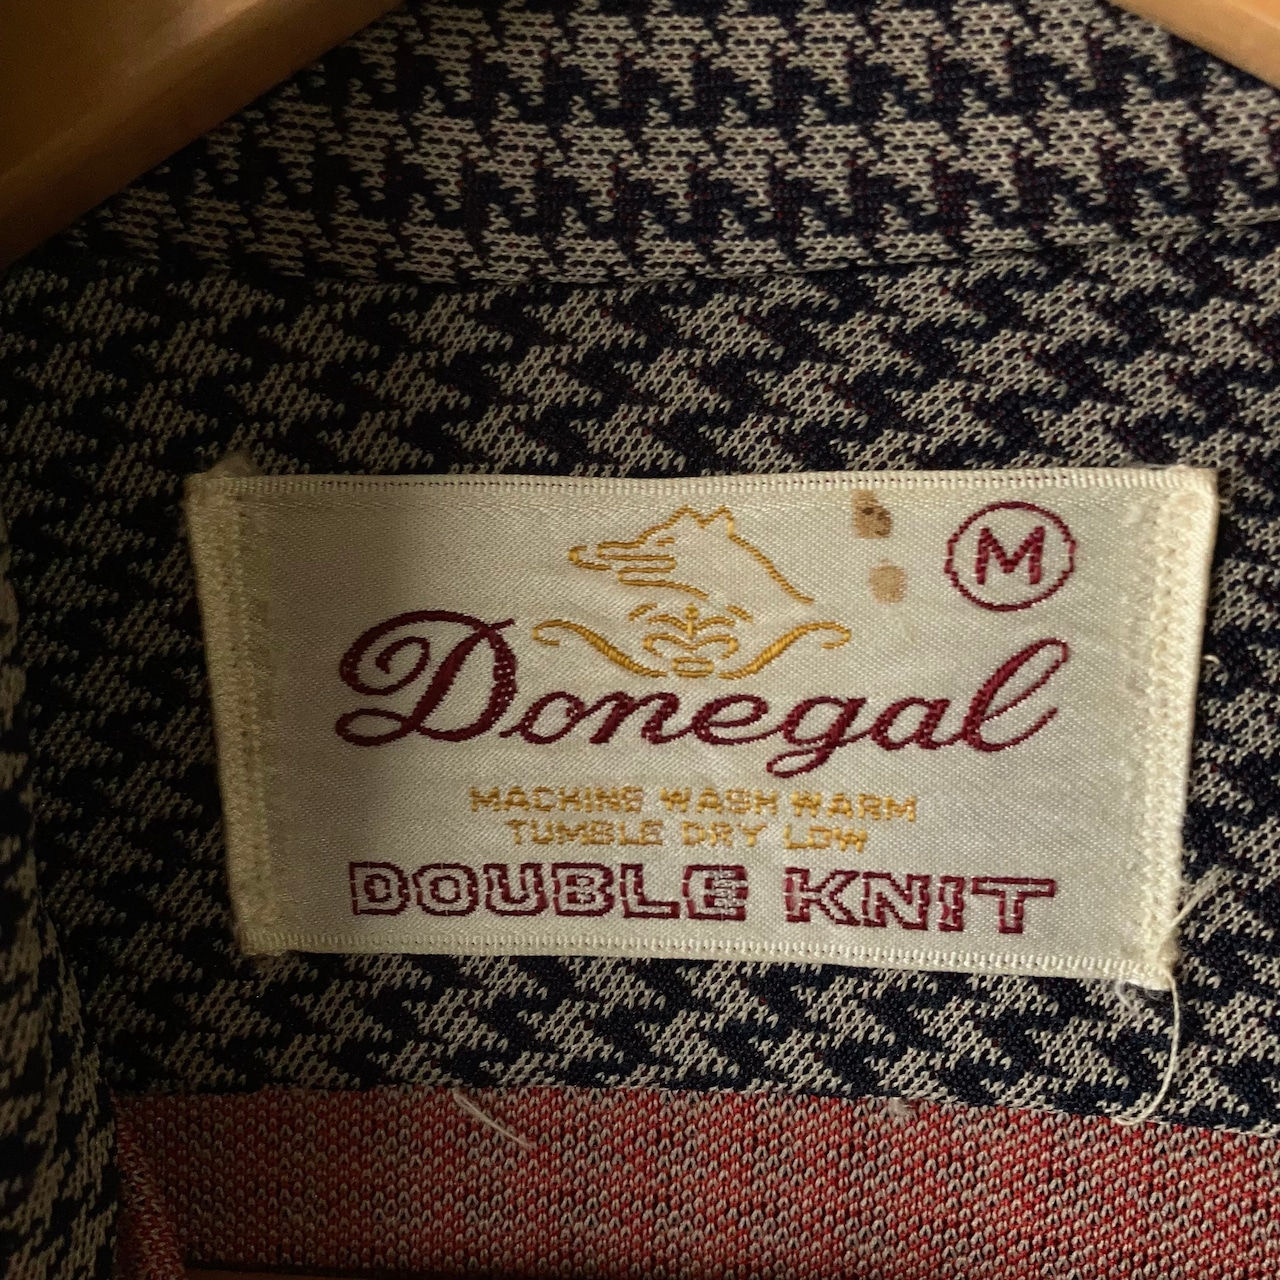 M
Donegal
MACHINE WASH WARM
TUMBLE DRY LOW
DOUBLE KNIT